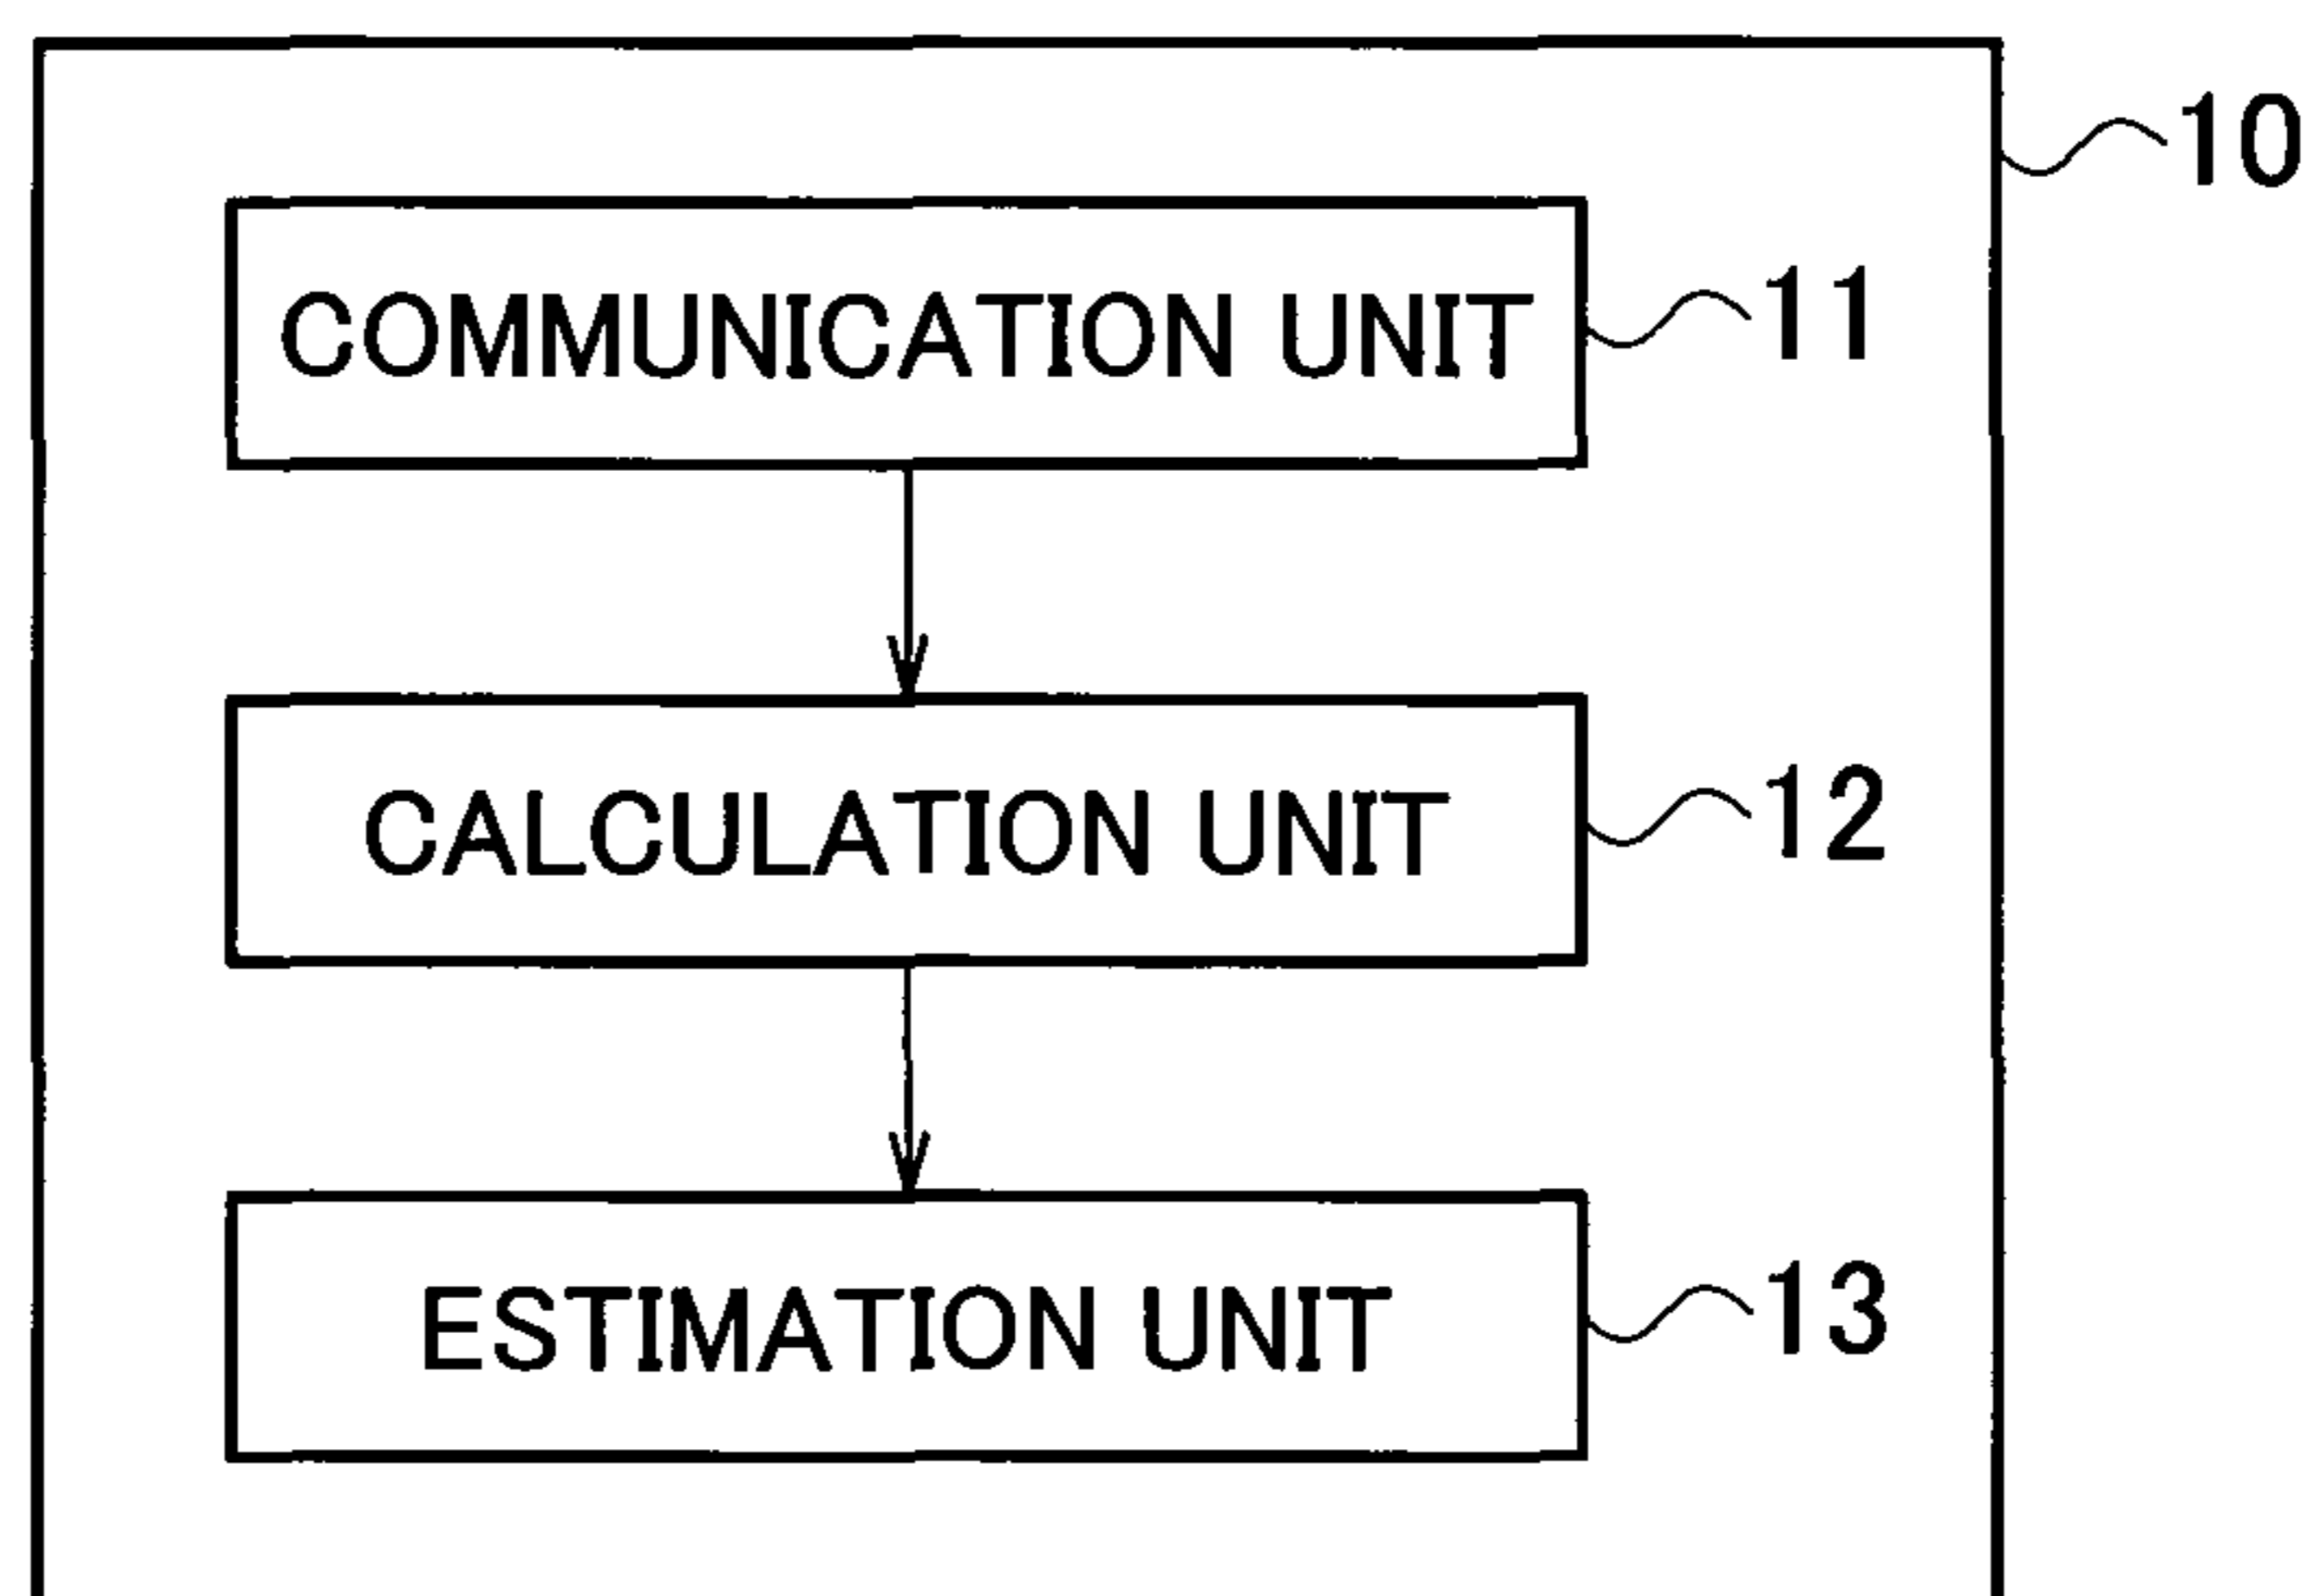 10
COMMUNICATION UNIT 11
CALCULATION UNIT 12
ESTIMATION UNIT 13